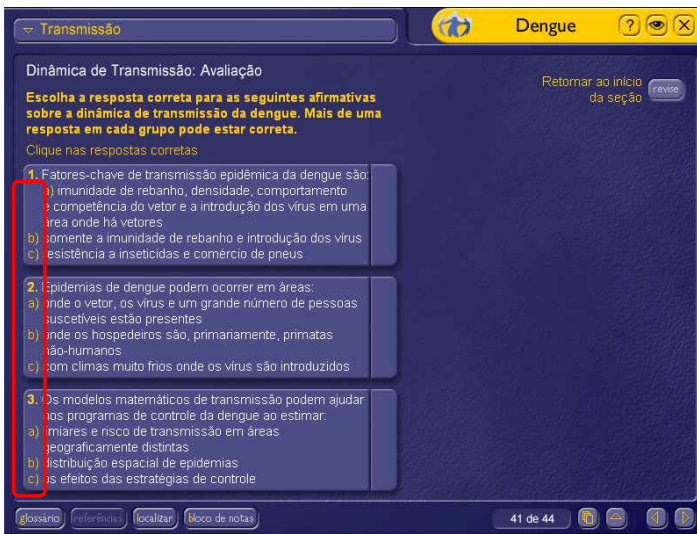 Transmissão
Dengue
?
X
Dinâmica de Transmissão: Avaliação
Retornar ao início
da seção
revise
Escolha a resposta correta para as seguintes afirmativas
sobre a dinâmica de transmissão da dengue. Mais de uma
resposta em cada grupo pode estar correta.
Clique nas respostas corretas
1. Fatores-chave de transmissão epidêmica da dengue são:
a) imunidade de rebanho, densidade, comportamento
e competência do vetor e a introdução dos vírus em uma
área onde há vetores
b) somente a imunidade de rebanho e introdução dos vírus
c) resistência a inseticidas e comércio de pneus
2. Epidemias de dengue podem ocorrer em áreas:
a) onde o vetor, os vírus e um grande número de pessoas
suscetíveis estão presentes
b) onde os hospedeiros são, primariamente, primatas
não-humanos
c) com climas muito frios onde os vírus são introduzidos
3. Os modelos matemáticos de transmissão podem ajudar
nos programas de controle da dengue ao estimar:
a) limiares e risco de transmissão em áreas
geograficamente distintas
b) distribuição espacial de epidemias
c) os efeitos das estratégias de controle
glossário referências localizar bloco de notas 41 de 44